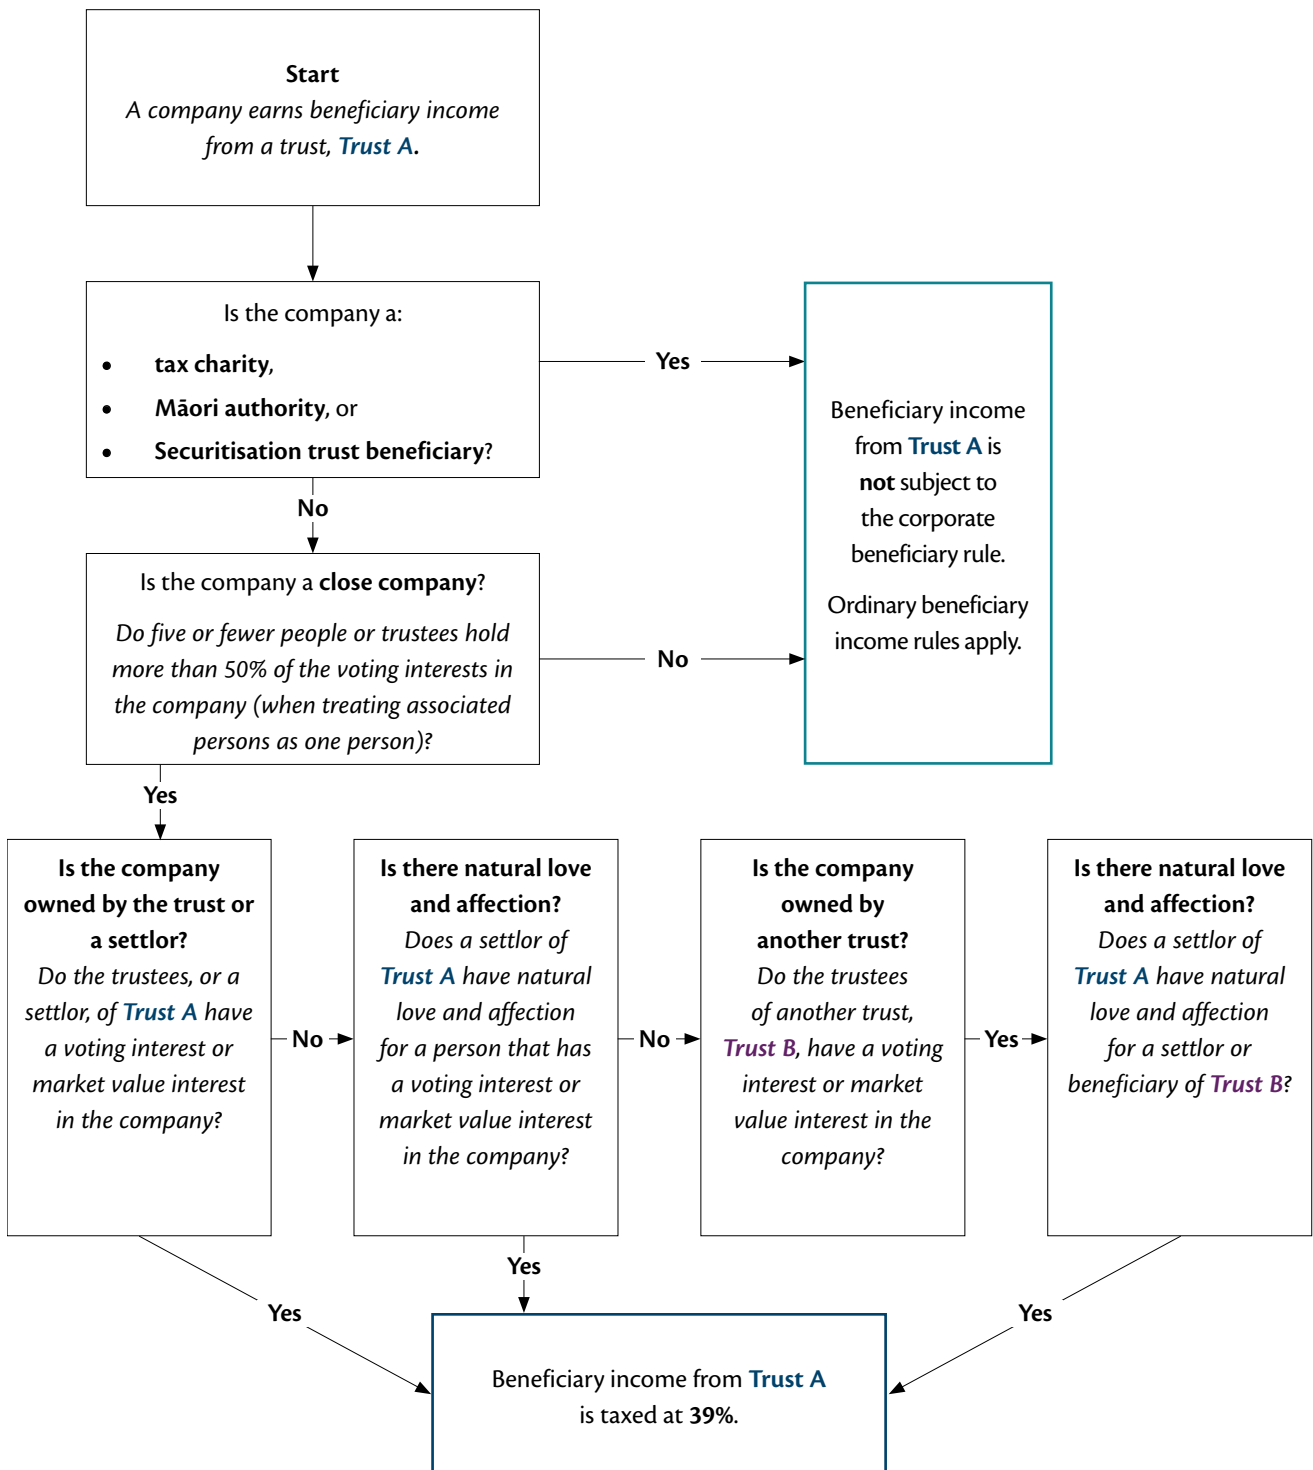 Start
A company earns beneficiary income
from a trust, Trust A.
Is the company a:
• tax charity,
• Māori authority, or
• Securitisation trust beneficiary?
Yes
No
Beneficiary income
from Trust A is
not subject to
the corporate
beneficiary rule.
Ordinary beneficiary
income rules apply.
Is the company a close company?
Do five or fewer people or trustees hold
more than 50% of the voting interests in
the company (when treating associated
persons as one person)?
No
Yes
Is the company
owned by the trust or
a settlor?
Do the trustees, or a
settlor, of Trust A have
a voting interest or
market value interest
in the company?
No
Is there natural love
and affection?
Does a settlor of
Trust A have natural
love and affection
for a person that has
a voting interest or
market value interest
in the company?
No
Is the company
owned by
another trust?
Do the trustees
of another trust,
Trust B, have a voting
interest or market
value interest in the
company?
Yes
Is there natural love
and affection?
Does a settlor of
Trust A have natural
love and affection
for a settlor or
beneficiary of Trust B?
Yes
Yes
Yes
Beneficiary income from Trust A
is taxed at 39%.